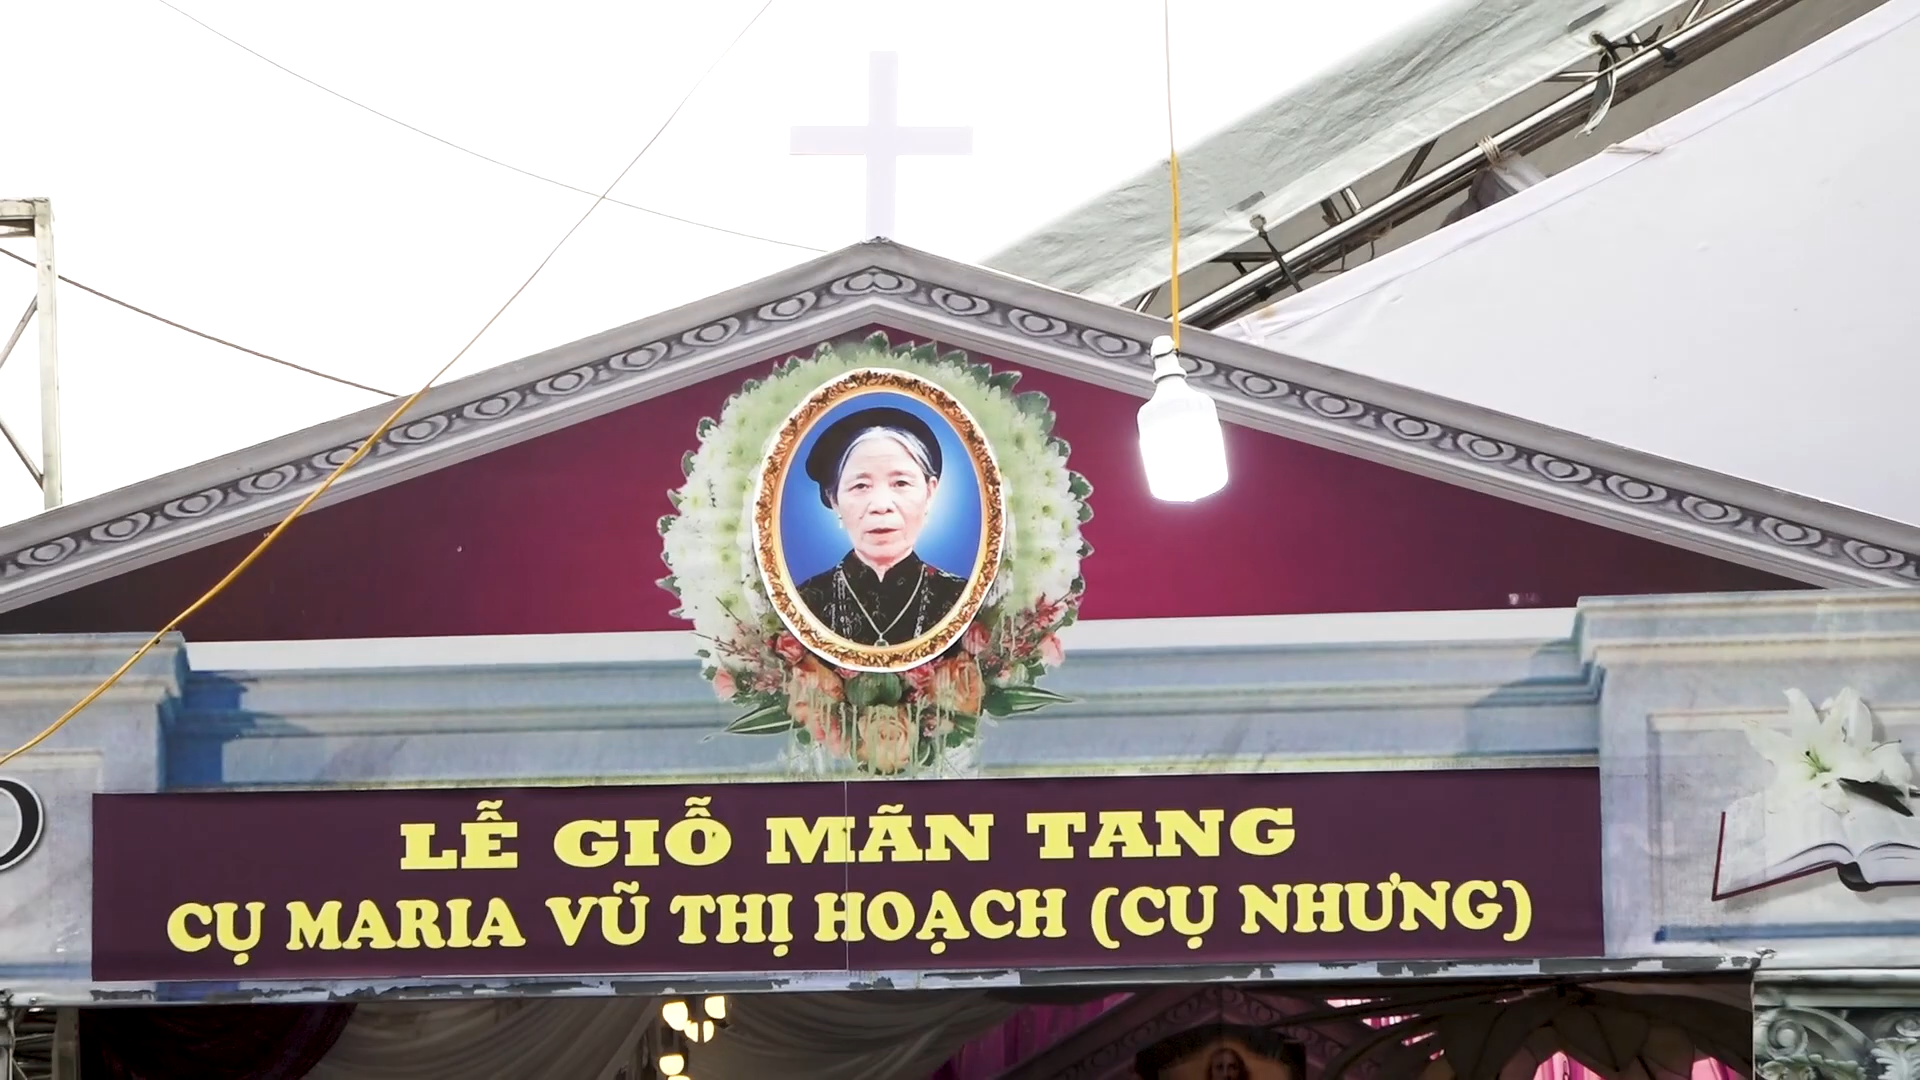 LỄ GIỖ MÃN TANG
CỤ MARIA VŨ THỊ HOẠCH (CỤ NHƯNG)